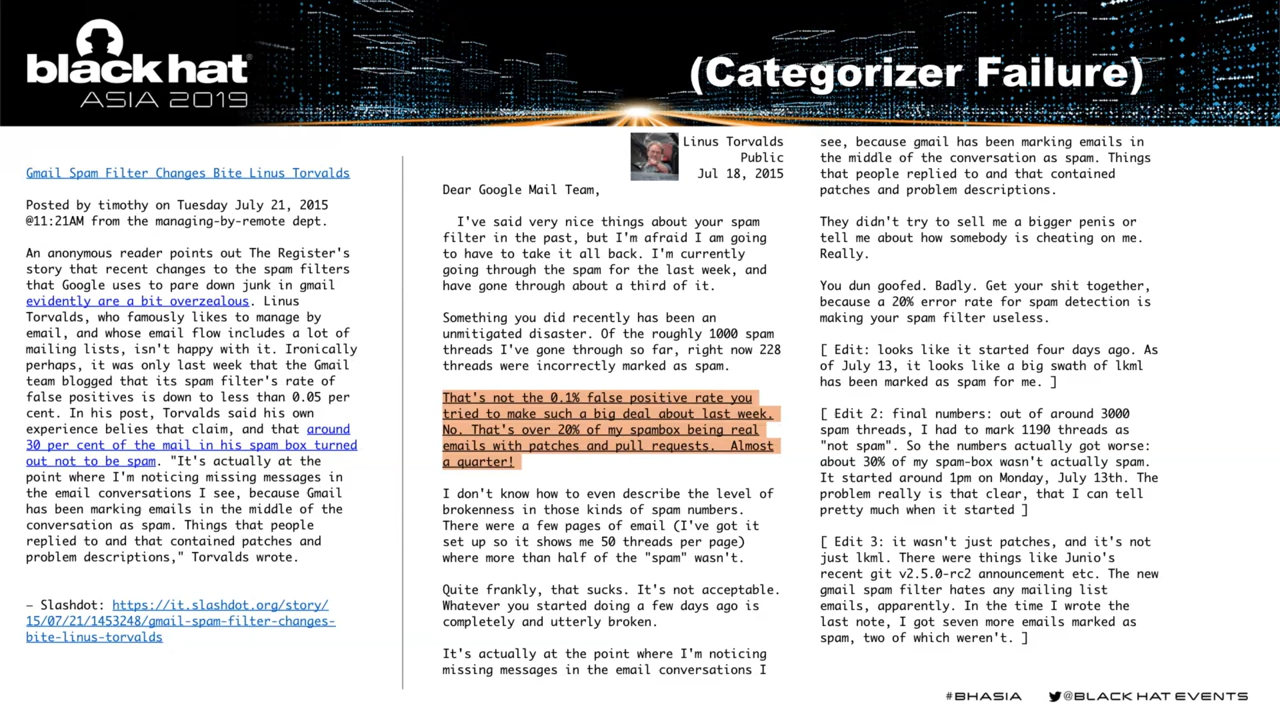 black hat®
ASIA 2019
(Categorizer Failure)
Gmail Spam Filter Changes Bite Linus Torvalds
Posted by timothy on Tuesday July 21, 2015
@11:21AM from the managing-by-remote dept.
An anonymous reader points out The Register's
story that recent changes to the spam filters
that Google uses to pare down junk in gmail
evidently are a bit overzealous. Linus
Torvalds, who famously likes to manage by
email, and whose email flow includes a lot of
mailing lists, isn't happy with it. Ironically
perhaps, it was only last week that the Gmail
team blogged that its spam filter's rate of
false positives is down to less than 0.05 per
cent. In his post, Torvalds said his own
experience belies that claim, and that around
30 per cent of the mail in his spam box turned
out not to be spam. "It's actually at the
point where I'm noticing missing messages in
the email conversations I see, because Gmail
has been marking emails in the middle of the
conversation as spam. Things that people
replied to and that contained patches and
problem descriptions," Torvalds wrote.
– Slashdot: https://it.slashdot.org/story/
15/07/21/1453248/gmail-spam-filter-changes-
bite-linus-torvalds
Linus Torvalds
Public
Jul 18, 2015
Dear Google Mail Team,
I've said very nice things about your spam
filter in the past, but I'm afraid I am going
to have to take it all back. I'm currently
going through the spam for the last week, and
have gone through about a third of it.
Something you did recently has been an
unmitigated disaster. Of the roughly 1000 spam
threads I've gone through so far, right now 228
threads were incorrectly marked as spam.
That's not the 0.1% false positive rate you
tried to make such a big deal about last week.
No. That's over 20% of my spambox being real
emails with patches and pull requests. Almost
a quarter!
I don't know how to even describe the level of
brokenness in those kinds of spam numbers.
There were a few pages of email (I've got it
set up so it shows me 50 threads per page)
where more than half of the "spam" wasn't.
Quite frankly, that sucks. It's not acceptable.
Whatever you started doing a few days ago is
completely and utterly broken.
It's actually at the point where I'm noticing
missing messages in the email conversations I
see, because gmail has been marking emails in
the middle of the conversation as spam. Things
that people replied to and that contained
patches and problem descriptions.
They didn't try to sell me a bigger penis or
tell me about how somebody is cheating on me.
Really.
You dun goofed. Badly. Get your shit together,
because a 20% error rate for spam detection is
making your spam filter useless.
[ Edit: looks like it started four days ago. As
of July 13, it looks like a big swath of lkml
has been marked as spam for me. ]
[ Edit 2: final numbers: out of around 3000
spam threads, I had to mark 1190 threads as
"not spam". So the numbers actually got worse:
about 30% of my spam-box wasn't actually spam.
It started around 1pm on Monday, July 13th. The
problem really is that clear, that I can tell
pretty much when it started ]
[ Edit 3: it wasn't just patches, and it's not
just lkml. There were things like Junio's
recent git v2.5.0-rc2 announcement etc. The new
gmail spam filter hates any mailing list
emails, apparently. In the time I wrote the
last note, I got seven more emails marked as
spam, two of which weren't. ]
#BHASIA @BLACK HAT EVENTS